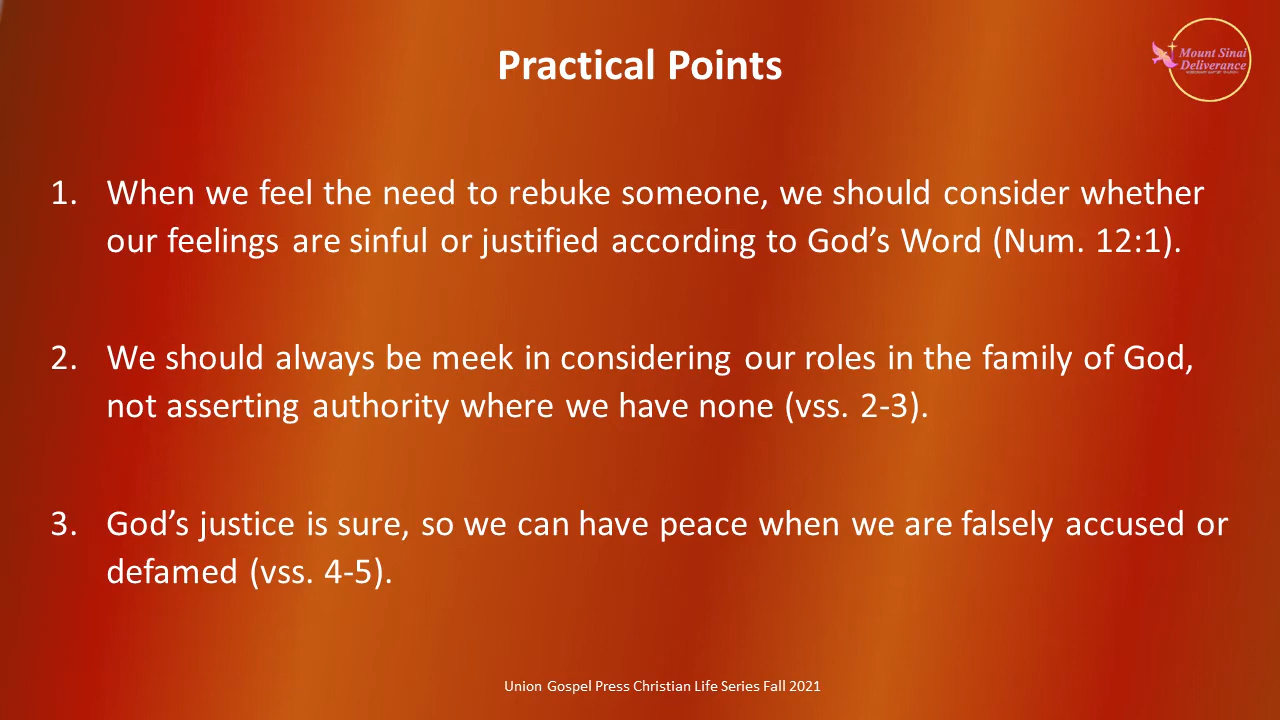 Practical Points
Mount Sinai
Deliverance
1. When we feel the need to rebuke someone, we should consider whether
our feelings are sinful or justified according to God’s Word (Num. 12:1).
2. We should always be meek in considering our roles in the family of God,
not asserting authority where we have none (vss. 2-3).
3. God’s justice is sure, so we can have peace when we are falsely accused or
defamed (vss. 4-5).
Union Gospel Press Christian Life Series Fall 2021